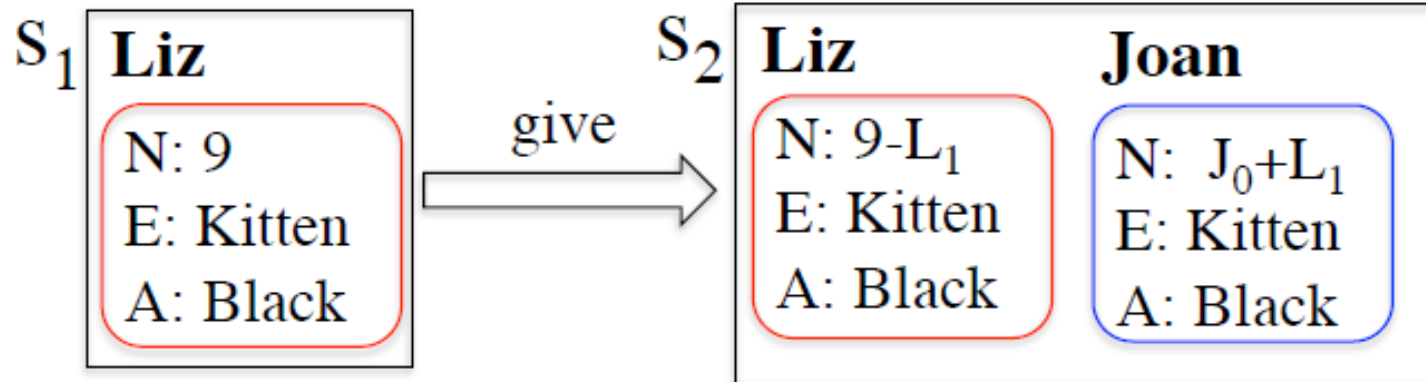 S₁ Liz
N: 9
E: Kitten
A: Black
give
S₂ Liz
N: 9-L₁
E: Kitten
A: Black
Joan
N: J₀+L₁
E: Kitten
A: Black